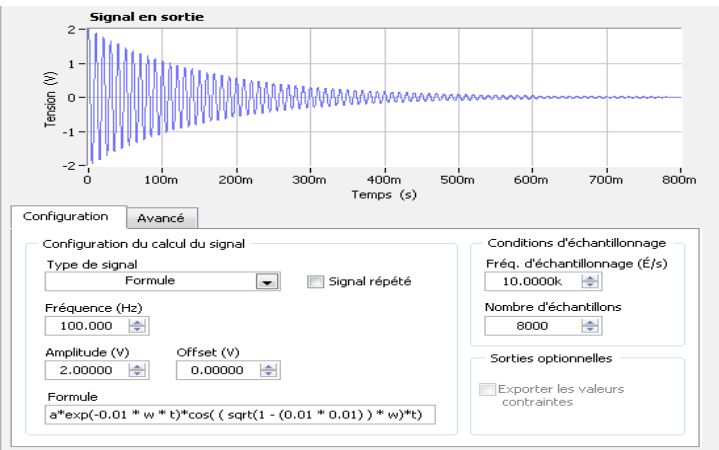 Signal en sortie
Tension (V)
2
1
0
-1
-2
0 100m 200m 300m 400m 500m 600m 700m 800m
Temps (s)
Configuration Avancé
Configuration du calcul du signal
Type de signal
Formule
Signal répété
Fréquence (Hz)
100.000
Amplitude (V) Offset (V)
2.00000 0.00000
Formule
a*exp(-0.01 * w * t)*cos( ( sqrt(1 - (0.01 * 0.01) ) * w)*t)
Conditions d'échantillonnage
Fréq. d'échantillonnage (É/s)
10.0000k
Nombre d'échantillons
8000
Sorties optionnelles
Exporter les valeurs
contraintes